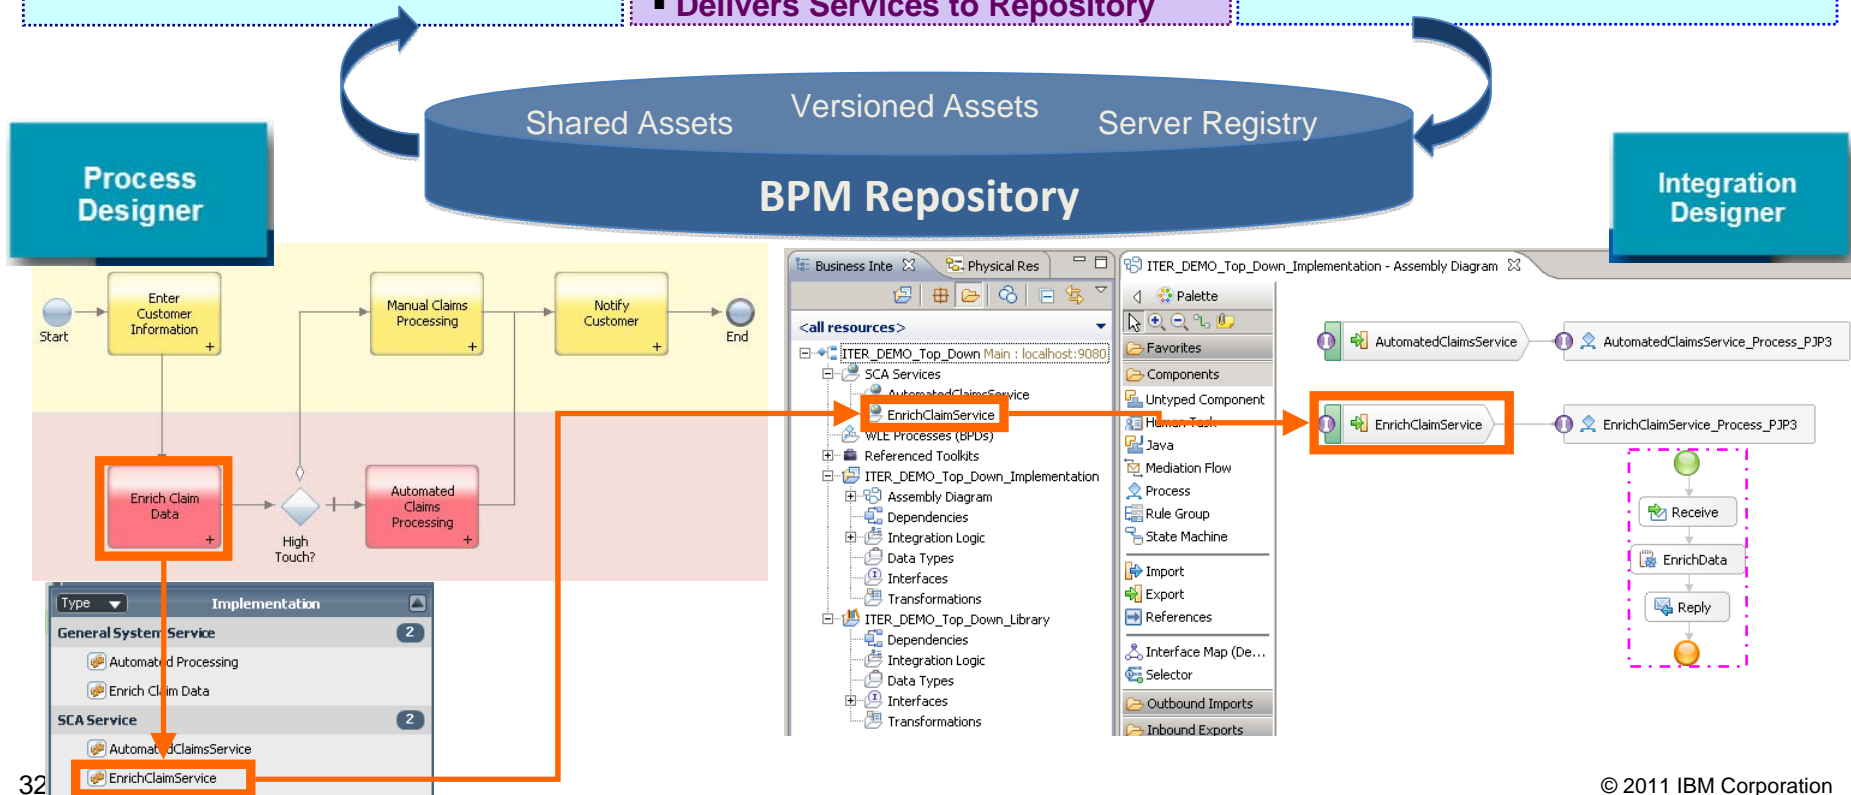 ▪ Delivers Services to Repository
Shared Assets
Versioned Assets
Server Registry
BPM Repository
Process
Designer
Integration
Designer
Start
Enter
Customer
Information
Manual Claims
Processing
Notify
Customer
End
Enrich Claim
Data
High
Touch?
Automated
Claims
Processing
Type
Implementation
General System Service
2
Automated Processing
Enrich Claim Data
SCA Service
2
AutomatedClaimsService
EnrichClaimService
Business Inte
Physical Res
<all resources>
ITER_DEMO_Top_Down Main : localhost:9080
SCA Services
AutomatedClaimsService
EnrichClaimService
WLE Processes (BPDs)
Referenced Toolkits
ITER_DEMO_Top_Down_Implementation
Assembly Diagram
Dependencies
Integration Logic
Data Types
Interfaces
Transformations
ITER_DEMO_Top_Down_Library
Dependencies
Integration Logic
Data Types
Interfaces
Transformations
ITER_DEMO_Top_Down_Implementation - Assembly Diagram
Palette
Favorites
Components
Untyped Component
Human Task
Java
Mediation Flow
Process
Rule Group
State Machine
Import
Export
References
Interface Map (De...
Selector
Outbound Imports
Inbound Exports
AutomatedClaimsService
AutomatedClaimsService_Process_PJP3
EnrichClaimService
EnrichClaimService_Process_PJP3
Receive
EnrichData
Reply
32
© 2011 IBM Corporation